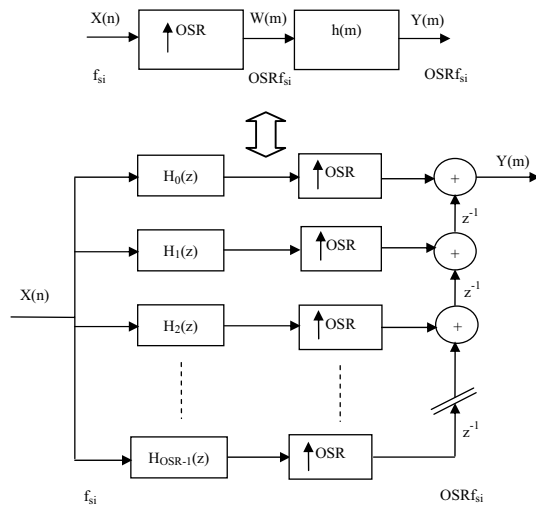 X(n) ↑ OSR W(m) h(m) Y(m)
f_si OSRf_si OSRf_si
H_0(z) ↑OSR + Y(m)
z^-1
H_1(z) ↑OSR +
X(n) z^-1
H_2(z) ↑OSR +
z^-1
H_OSR-1(z) ↑OSR
f_si OSRf_si